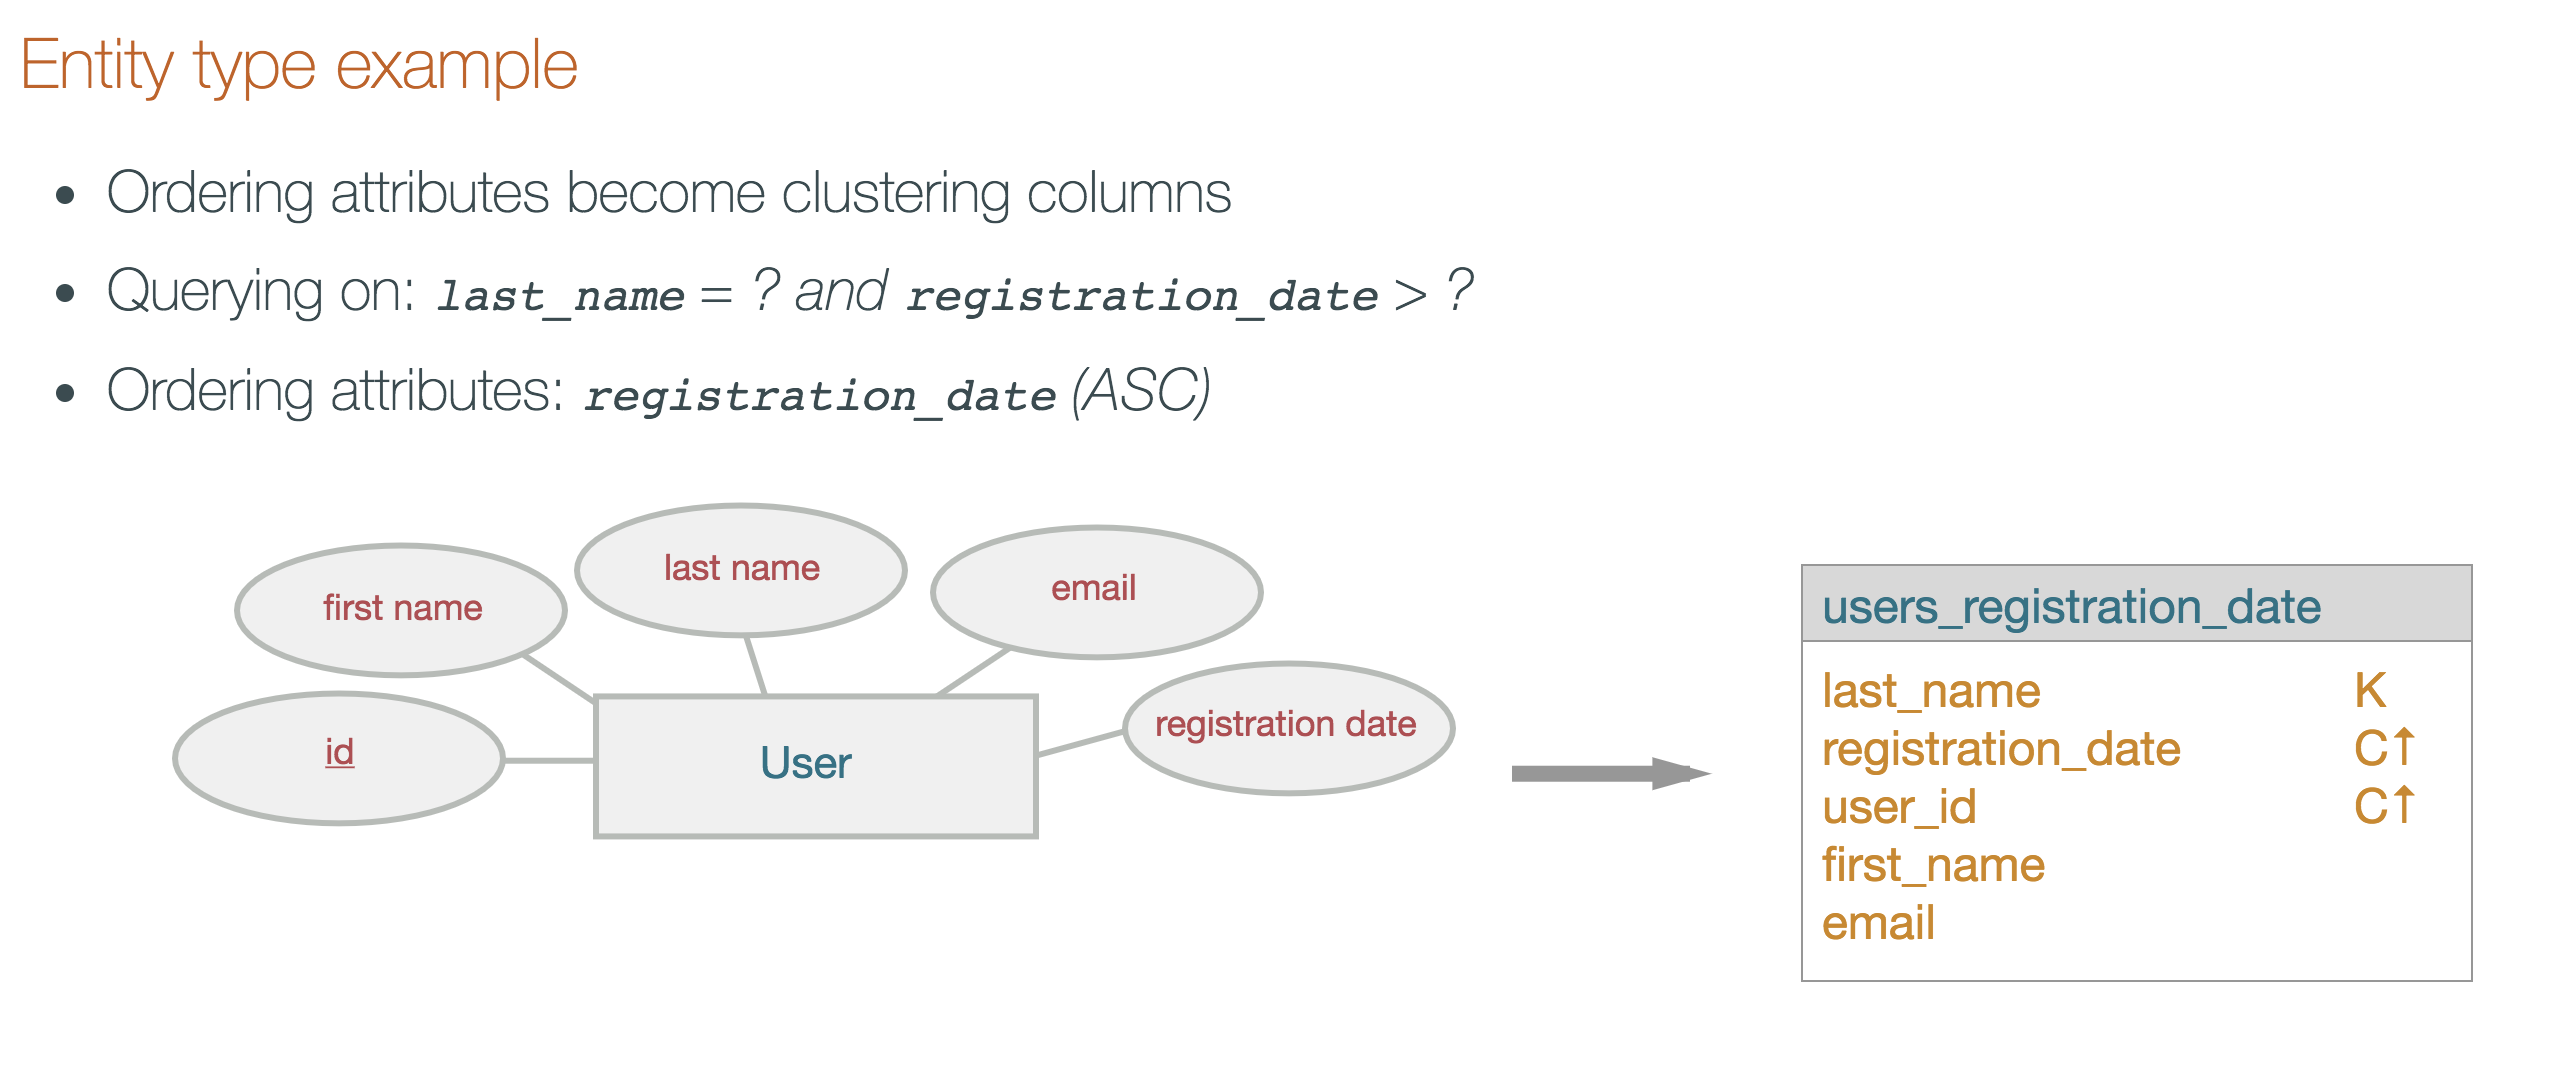 Entity type example
• Ordering attributes become clustering columns
• Querying on: last_name = ? and registration_date > ?
• Ordering attributes: registration_date (ASC)
last name
email
first name
registration date
id
User
users_registration_date
last_name K
registration_date C↑
user_id C↑
first_name
email